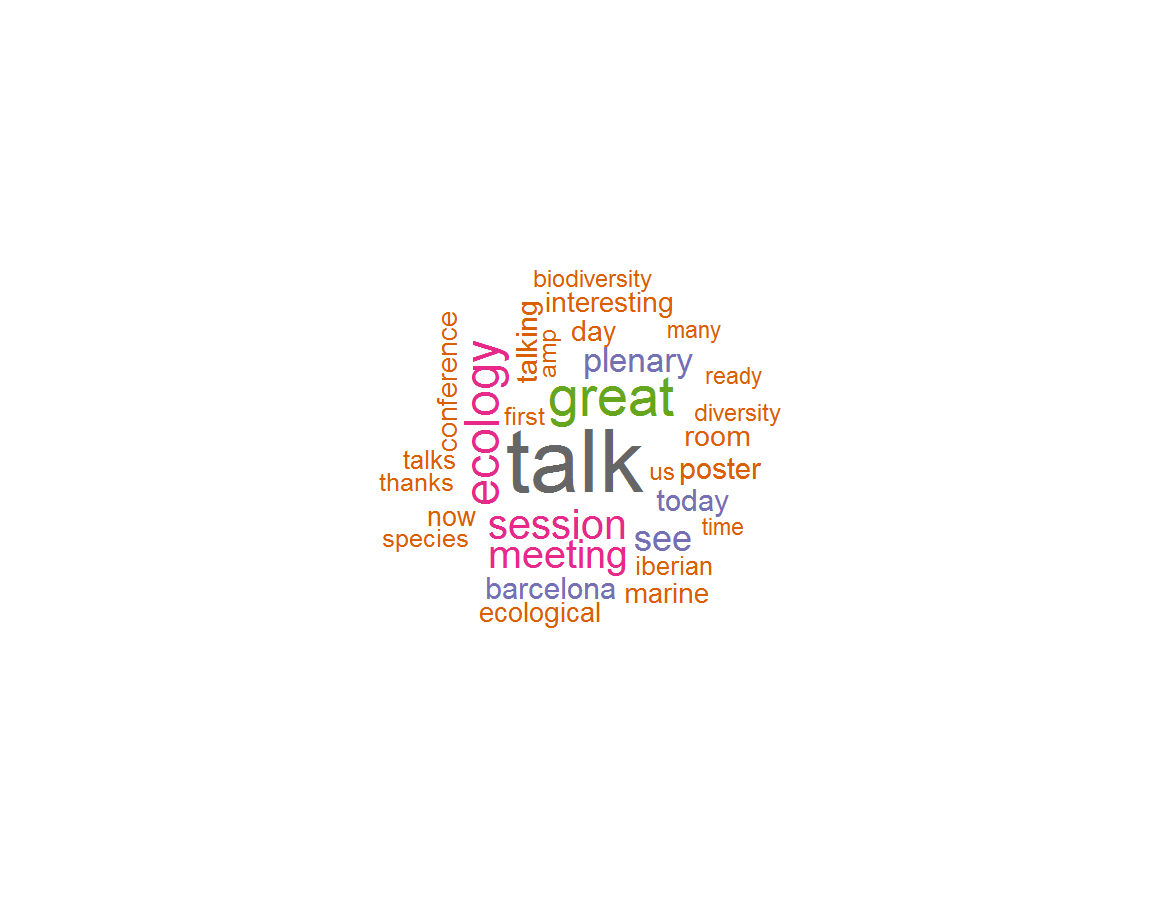 biodiversity
interesting
talking
amp
day
many
conference
ecology
plenary
ready
great
first
diversity
room
talk
talks
thanks
us
poster
today
now
session
time
species
see
meeting
iberian
barcelona
marine
ecological